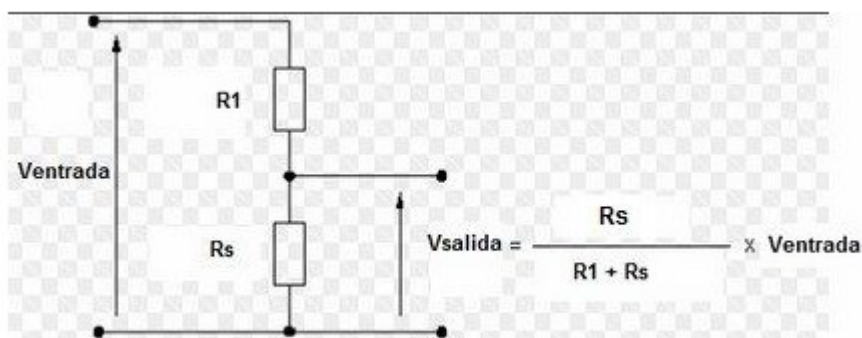 R1
Ventrada
Rs
Vsalida = Rs / R1 + Rs x Ventrada